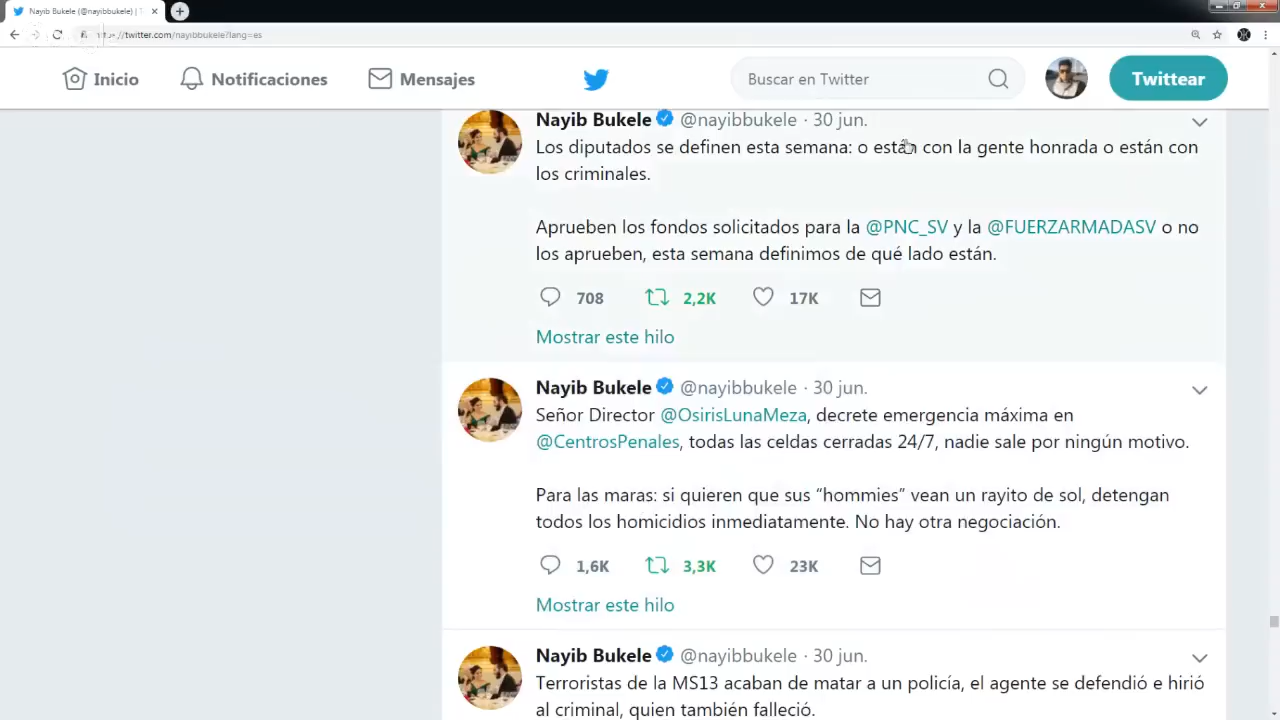 Nayib Bukele (@nayibbukele) | T
twitter.com/nayibbukele?lang=es
Inicio
Notificaciones
Mensajes
Buscar en Twitter
Twittear
Nayib Bukele @nayibbukele · 30 jun.
Los diputados se definen esta semana: o están con la gente honrada o están con
los criminales.
Aprueben los fondos solicitados para la @PNC_SV y la @FUERZARMADASV o no
los aprueben, esta semana definimos de qué lado están.
708 2,2K 17K
Mostrar este hilo
Nayib Bukele @nayibbukele · 30 jun.
Señor Director @OsirisLunaMeza, decrete emergencia máxima en
@CentrosPenales, todas las celdas cerradas 24/7, nadie sale por ningún motivo.
Para las maras: si quieren que sus “hommies” vean un rayito de sol, detengan
todos los homicidios inmediatamente. No hay otra negociación.
1,6K 3,3K 23K
Mostrar este hilo
Nayib Bukele @nayibbukele · 30 jun.
Terroristas de la MS13 acaban de matar a un policía, el agente se defendió e hirió
al criminal, quien también falleció.